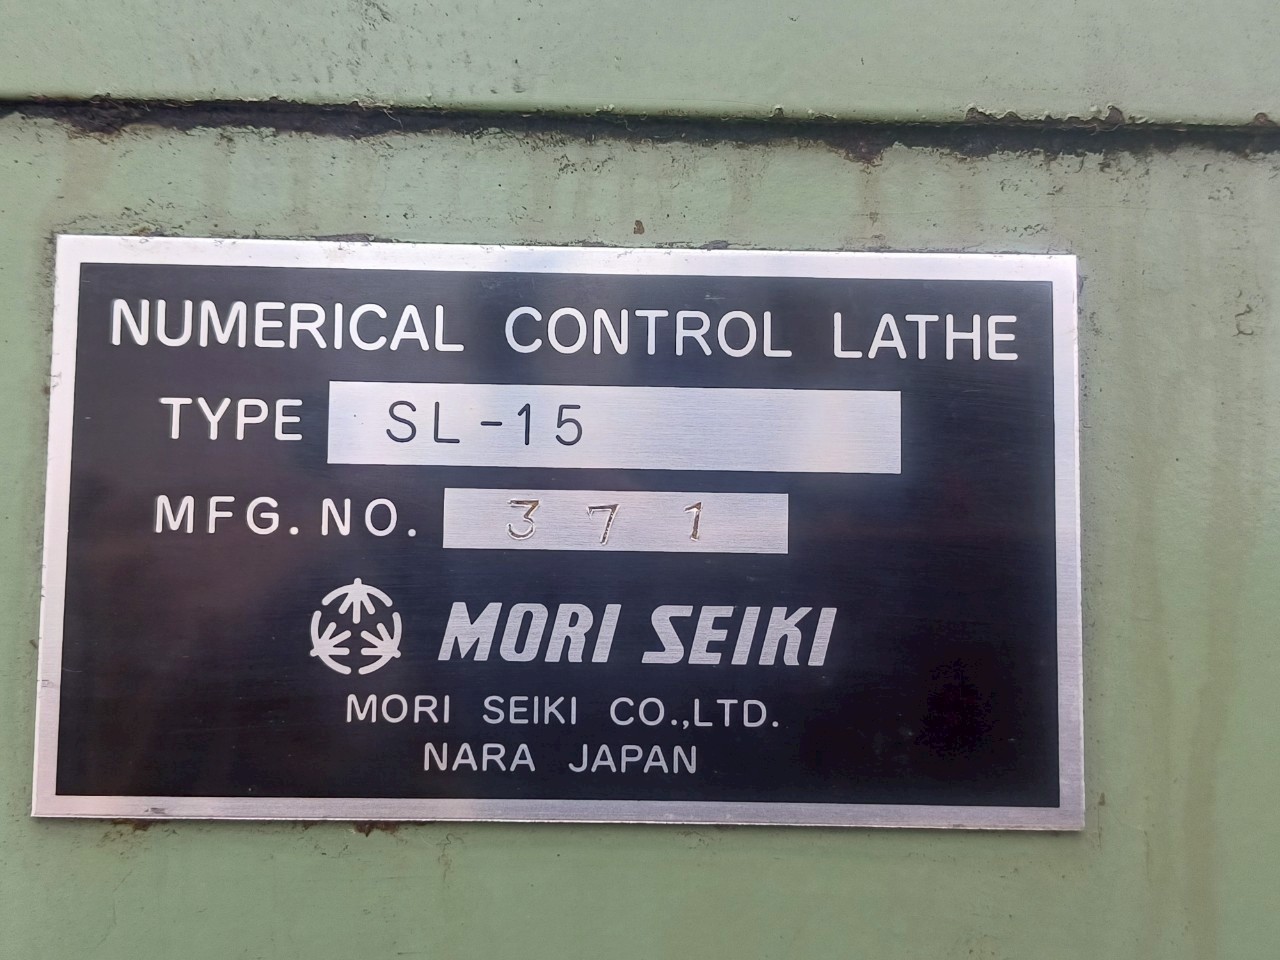 NUMERICAL CONTROL LATHE
TYPE SL-15
MFG. NO. 371
MORI SEIKI
MORI SEIKI CO.,LTD.
NARA JAPAN